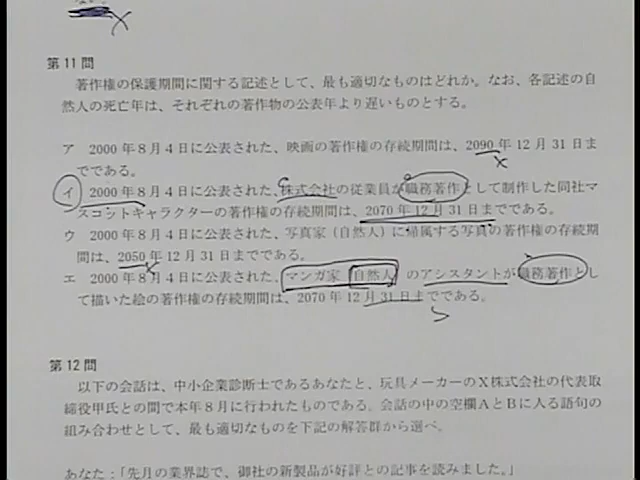 第11問
著作権の保護期間に関する記述として、最も適切なものはどれか。なお、各記述の自
然人の死亡年は、それぞれの著作物の公表年より遅いものとする。
ア 2000年8月4日に公表された、映画の著作権の存続期間は、2090年12月31日ま
でである。
イ 2000年8月4日に公表された、株式会社の従業員が職務著作として制作した同社マ
スコットキャラクターの著作権の存続期間は、2070年12月31日までである。
ウ 2000年8月4日に公表された、写真家(自然人)に帰属する写真の著作権の存続期
間は、2050年12月31日までである。
エ 2000年8月4日に公表された、マンガ家(自然人)のアシスタントが職務著作とし
て描いた絵の著作権の存続期間は、2070年12月31日までである。
第12問
以下の会話は、中小企業診断士であるあなたと、玩具メーカーのX株式会社の代表取
締役甲氏との間で本年8月に行われたものである。会話の中の空欄AとBに入る語句の
組み合わせとして、最も適切なものを下記の解答群から選べ。
あなた:「先月の業界誌で、御社の新製品が好評との記事を読みました。」